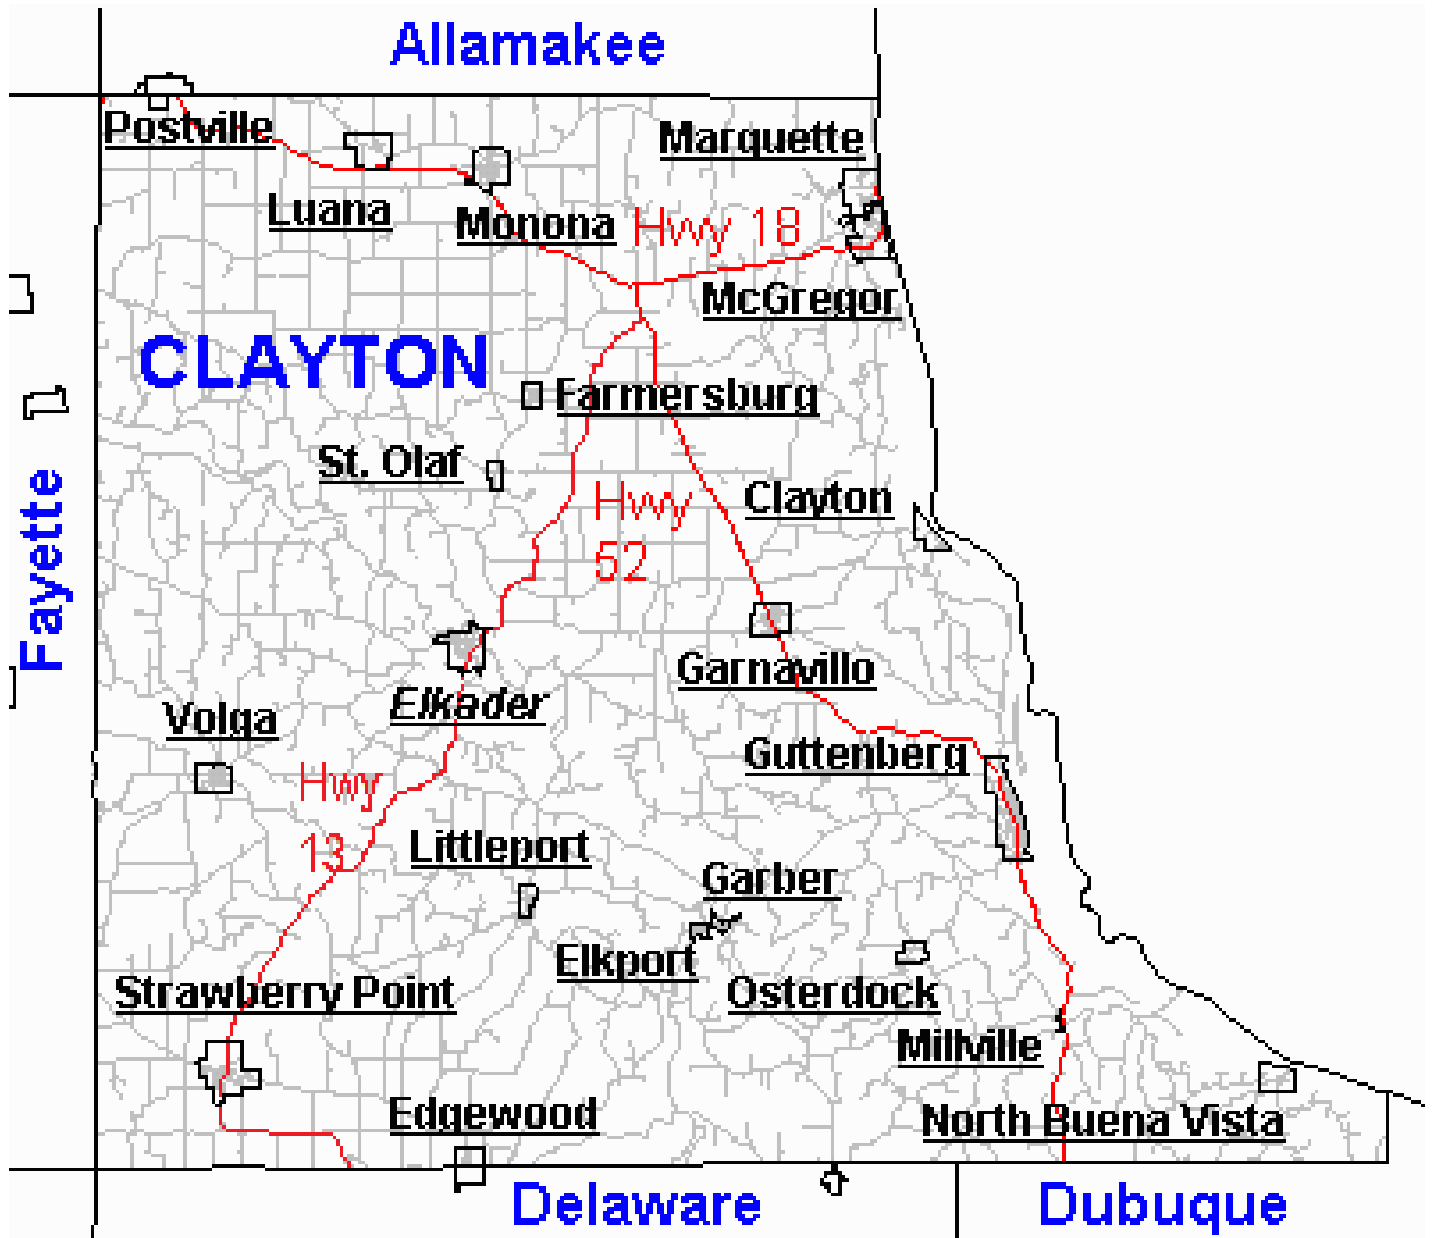 Allamakee
Postville
Marquette
Luana
Monona
Hwy 18
McGregor
CLAYTON
Farmersburg
St. Olaf
Hwy
52
Clayton
Fayette
Garnavillo
Elkader
Volga
Guttenberg
Hwy
13
Littleport
Garber
Elkport
Strawberry Point
Osterdock
Millville
Edgewood
North Buena Vista
Delaware
Dubuque